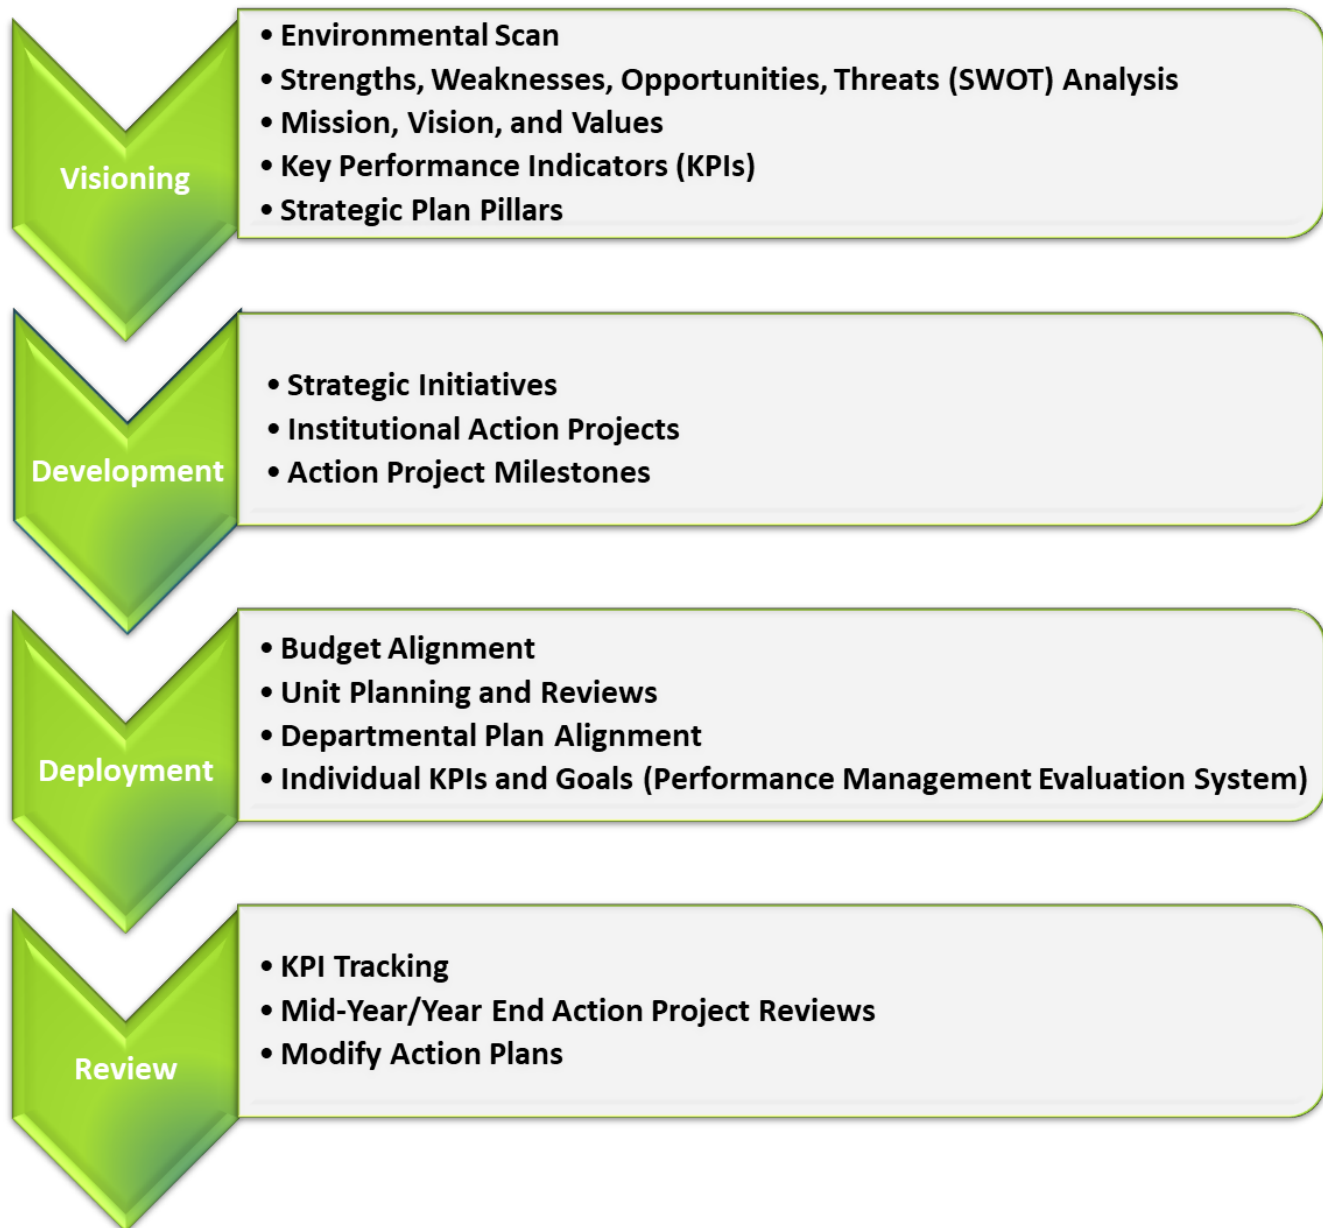 Visioning
• Environmental Scan
• Strengths, Weaknesses, Opportunities, Threats (SWOT) Analysis
• Mission, Vision, and Values
• Key Performance Indicators (KPIs)
• Strategic Plan Pillars
Development
• Strategic Initiatives
• Institutional Action Projects
• Action Project Milestones
Deployment
• Budget Alignment
• Unit Planning and Reviews
• Departmental Plan Alignment
• Individual KPIs and Goals (Performance Management Evaluation System)
Review
• KPI Tracking
• Mid-Year/Year End Action Project Reviews
• Modify Action Plans